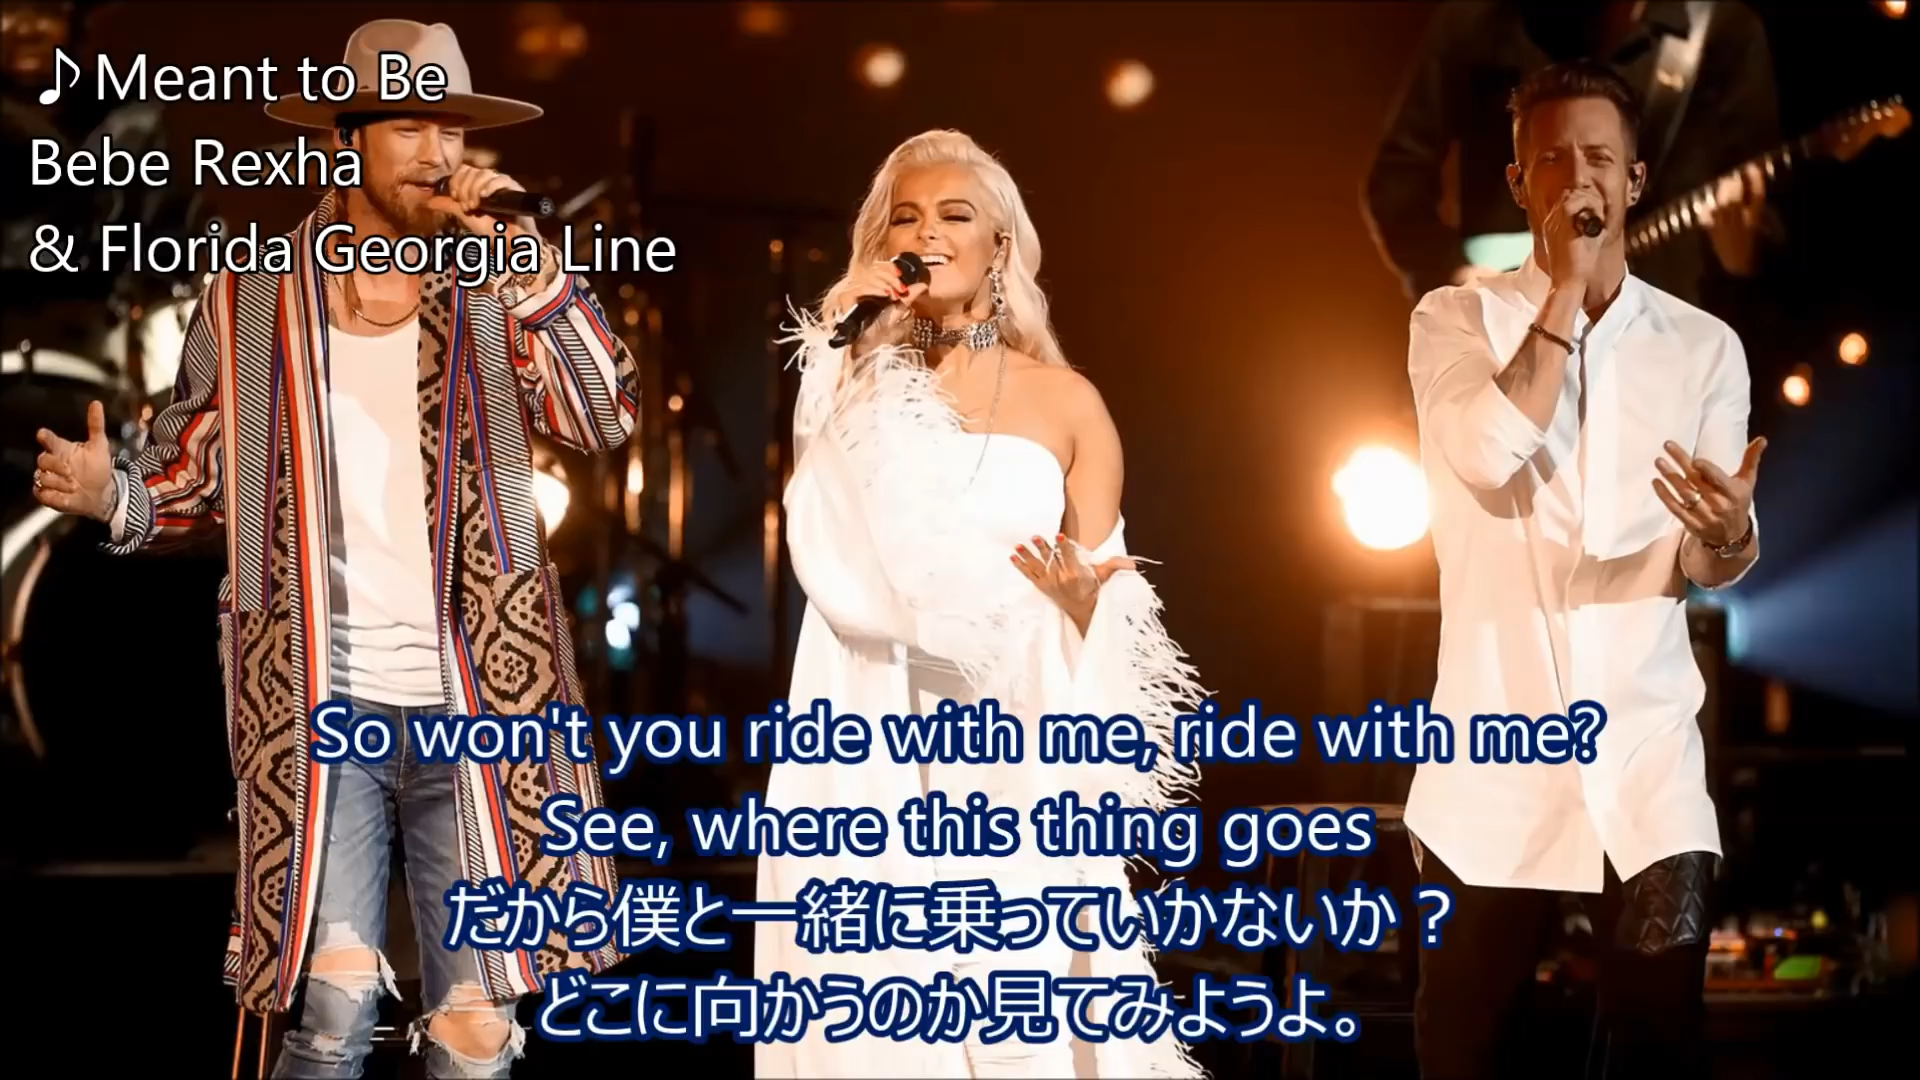 ♪Meant to Be
Bebe Rexha
& Florida Georgia Line
So won't you ride with me, ride with me?
See, where this thing goes
だから僕と一緒に乗っていかないか？
どこに向かうのか見てみようよ。